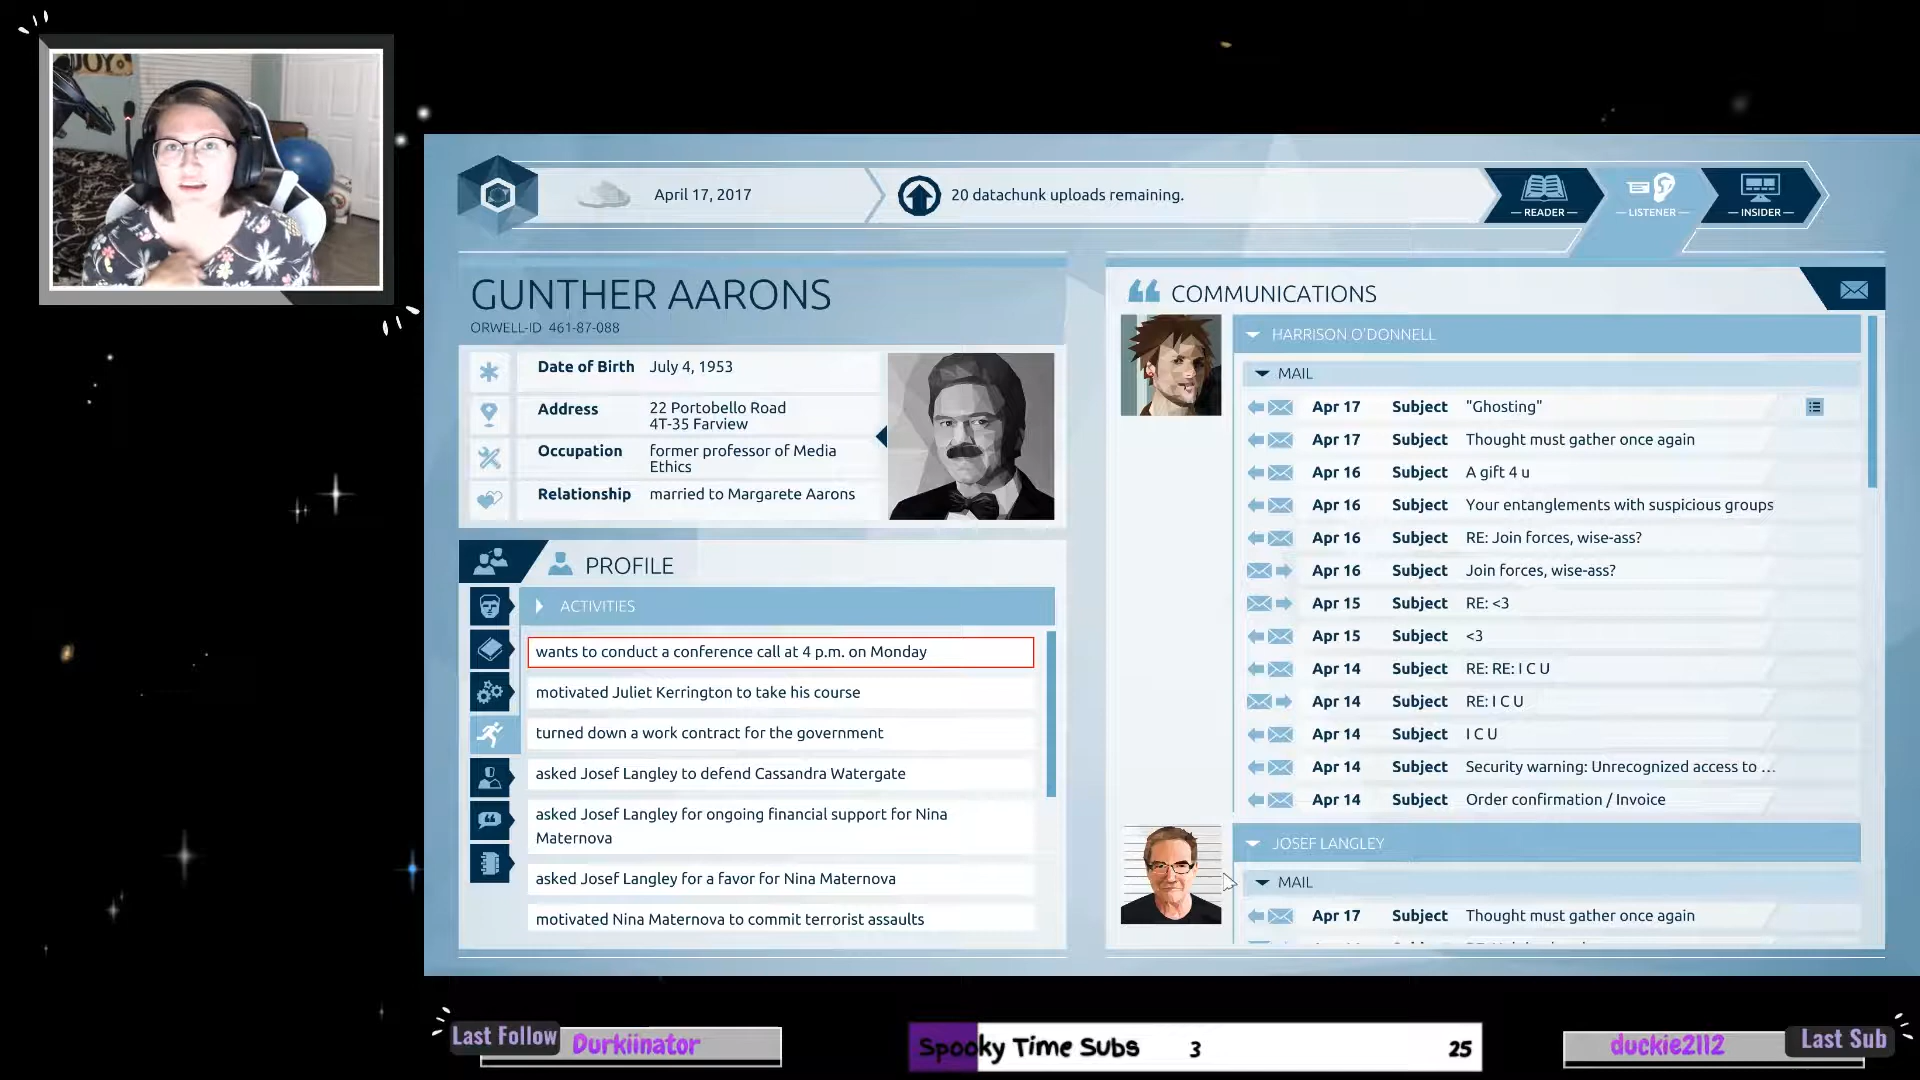 JOY
April 17, 2017
20 datachunk uploads remaining.
READER
LISTENER
INSIDER
GUNTHER AARONS
ORWELL-ID 461-87-088
Date of Birth July 4, 1953
Address 22 Portobello Road
4T-35 Farview
Occupation former professor of Media
Ethics
Relationship married to Margarete Aarons
PROFILE
ACTIVITIES
wants to conduct a conference call at 4 p.m. on Monday
motivated Juliet Kerrington to take his course
turned down a work contract for the government
asked Josef Langley to defend Cassandra Watergate
asked Josef Langley for ongoing financial support for Nina
Maternova
asked Josef Langley for a favor for Nina Maternova
motivated Nina Maternova to commit terrorist assaults
COMMUNICATIONS
HARRISON O'DONNELL
MAIL
Apr 17 Subject "Ghosting"
Apr 17 Subject Thought must gather once again
Apr 16 Subject A gift 4 u
Apr 16 Subject Your entanglements with suspicious groups
Apr 16 Subject RE: Join forces, wise-ass?
Apr 16 Subject Join forces, wise-ass?
Apr 15 Subject RE: <3
Apr 15 Subject <3
Apr 14 Subject RE: RE: I C U
Apr 14 Subject RE: I C U
Apr 14 Subject I C U
Apr 14 Subject Security warning: Unrecognized access to ...
Apr 14 Subject Order confirmation / Invoice
JOSEF LANGLEY
MAIL
Apr 17 Subject Thought must gather once again
Last Follow Durkiinator
Spooky Time Subs 3 25
duckie2112 Last Sub